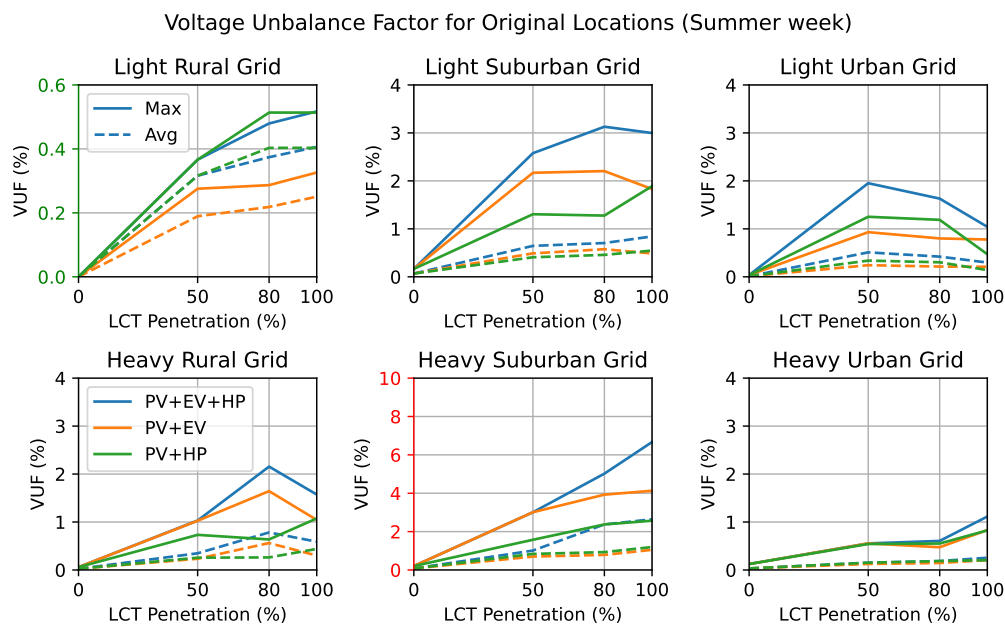 Voltage Unbalance Factor for Original Locations (Summer week)
Light Rural Grid
Light Suburban Grid
Light Urban Grid
0.6
0.4
0.2
0.0
VUF (%)
Max
Avg
0
50
80
100
LCT Penetration (%)
4
3
2
1
0
VUF (%)
0
50
80
100
LCT Penetration (%)
4
3
2
1
0
VUF (%)
0
50
80
100
LCT Penetration (%)
Heavy Rural Grid
Heavy Suburban Grid
Heavy Urban Grid
4
3
2
1
0
VUF (%)
PV+EV+HP
PV+EV
PV+HP
0
50
80
100
LCT Penetration (%)
10
8
6
4
2
0
VUF (%)
0
50
80
100
LCT Penetration (%)
4
3
2
1
0
VUF (%)
0
50
80
100
LCT Penetration (%)